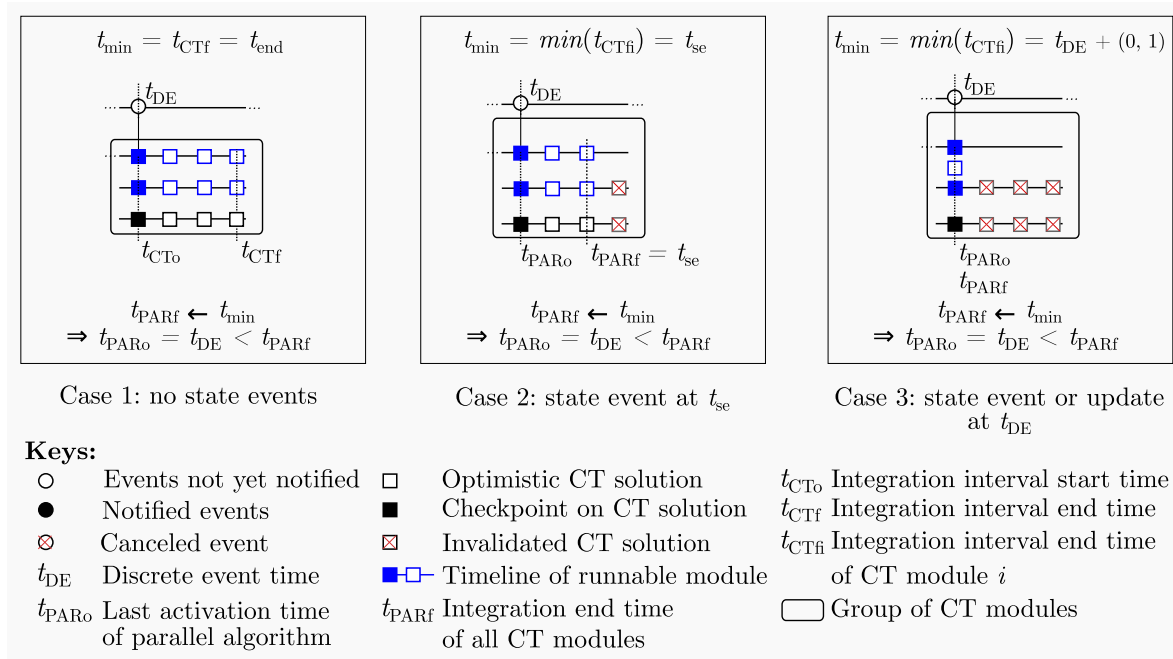 t_min = t_CTf = t_end
t_DE
... ...
...
t_CTo t_CTf
t_PARf ← t_min
⇒ t_PARo = t_DE < t_PARf
Case 1: no state events
t_min = min(t_CTfi) = t_se
t_DE
... ...
...
t_PARo t_PARf = t_se
t_PARf ← t_min
⇒ t_PARo = t_DE < t_PARf
Case 2: state event at t_se
t_min = min(t_CTfi) = t_DE + (0, 1)
t_DE
... ...
...
t_PARo
t_PARf
t_PARf ← t_min
⇒ t_PARo = t_DE < t_PARf
Case 3: state event or update
at t_DE
Keys:
Events not yet notified
Notified events
Canceled event
t_DE Discrete event time
t_PARo Last activation time
of parallel algorithm
Optimistic CT solution
Checkpoint on CT solution
Invalidated CT solution
Timeline of runnable module
t_PARf Integration end time
of all CT modules
t_CTo Integration interval start time
t_CTf Integration interval end time
t_CTfi Integration interval end time
of CT module i
Group of CT modules